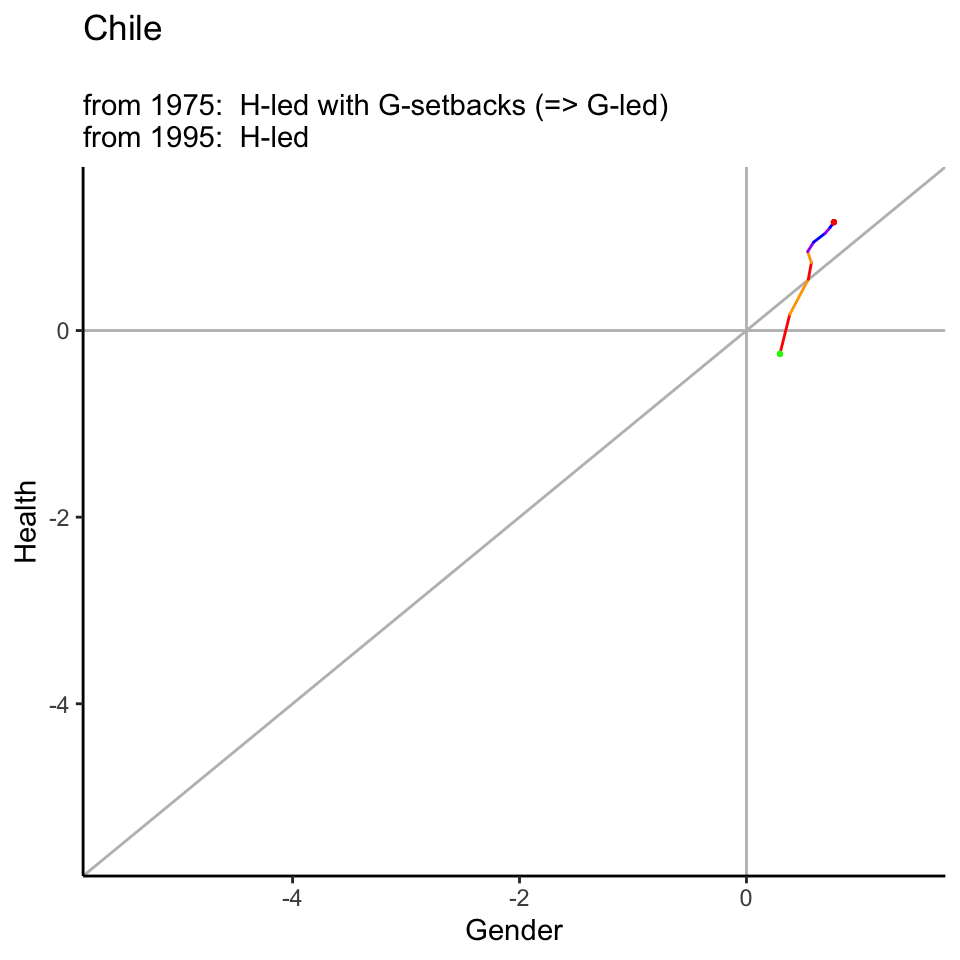 Chile
from 1975:  H-led with G-setbacks (=> G-led)
from 1995:  H-led
Health
0
-2
-4
-4
-2
0
Gender